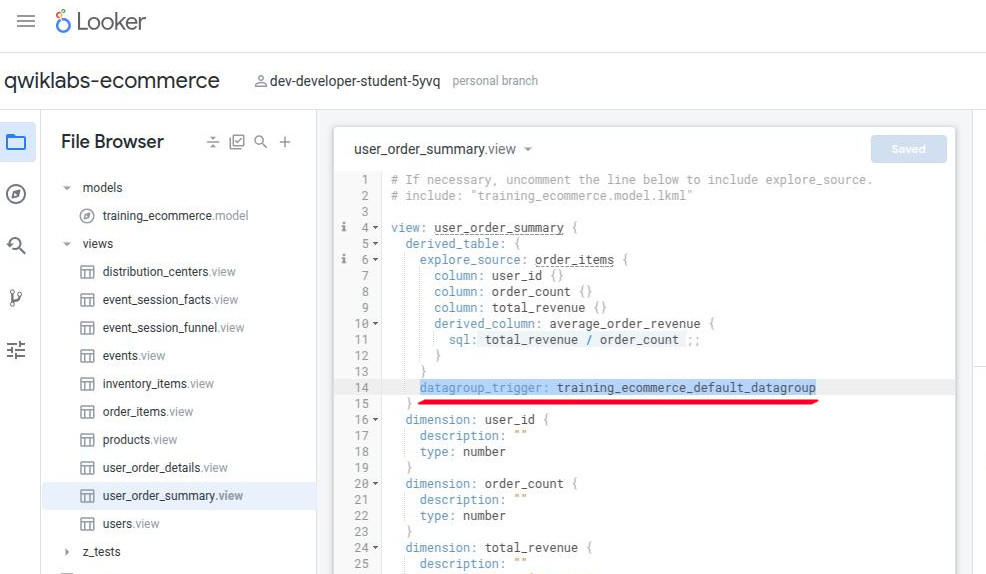 Looker
qwiklabs-ecommerce
dev-developer-student-5yvq
personal branch
File Browser
models
training_ecommerce.model
views
distribution_centers.view
event_session_facts.view
event_session_funnel.view
events.view
inventory_items.view
order_items.view
products.view
user_order_details.view
user_order_summary.view
users.view
z_tests
user_order_summary.view
Saved
1 # If necessary, uncomment the line below to include explore_source.
2 # include: "training_ecommerce.model.lkml"
3
4 view: user_order_summary {
5 derived_table: {
6 explore_source: order_items {
7 column: user_id {}
8 column: order_count {}
9 column: total_revenue {}
10 derived_column: average_order_revenue {
11 sql: total_revenue / order_count ;;
12 }
13 }
14 datagroup_trigger: training_ecommerce_default_datagroup
15 }
16 dimension: user_id {
17 description: ""
18 type: number
19 }
20 dimension: order_count {
21 description: ""
22 type: number
23 }
24 dimension: total_revenue {
25 description: ""